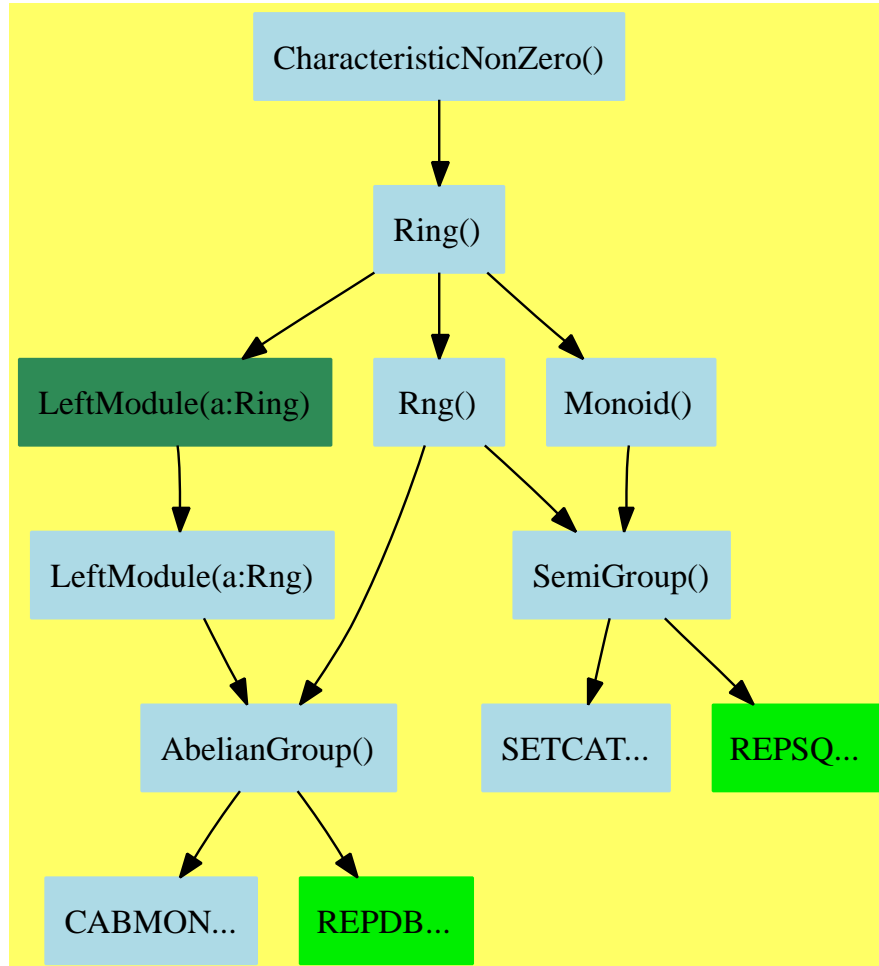 CharacteristicNonZero()
Ring()
LeftModule(a:Ring)
Rng()
Monoid()
LeftModule(a:Rng)
SemiGroup()
AbelianGroup()
SETCAT...
REPSQ...
CABMON...
REPDB...